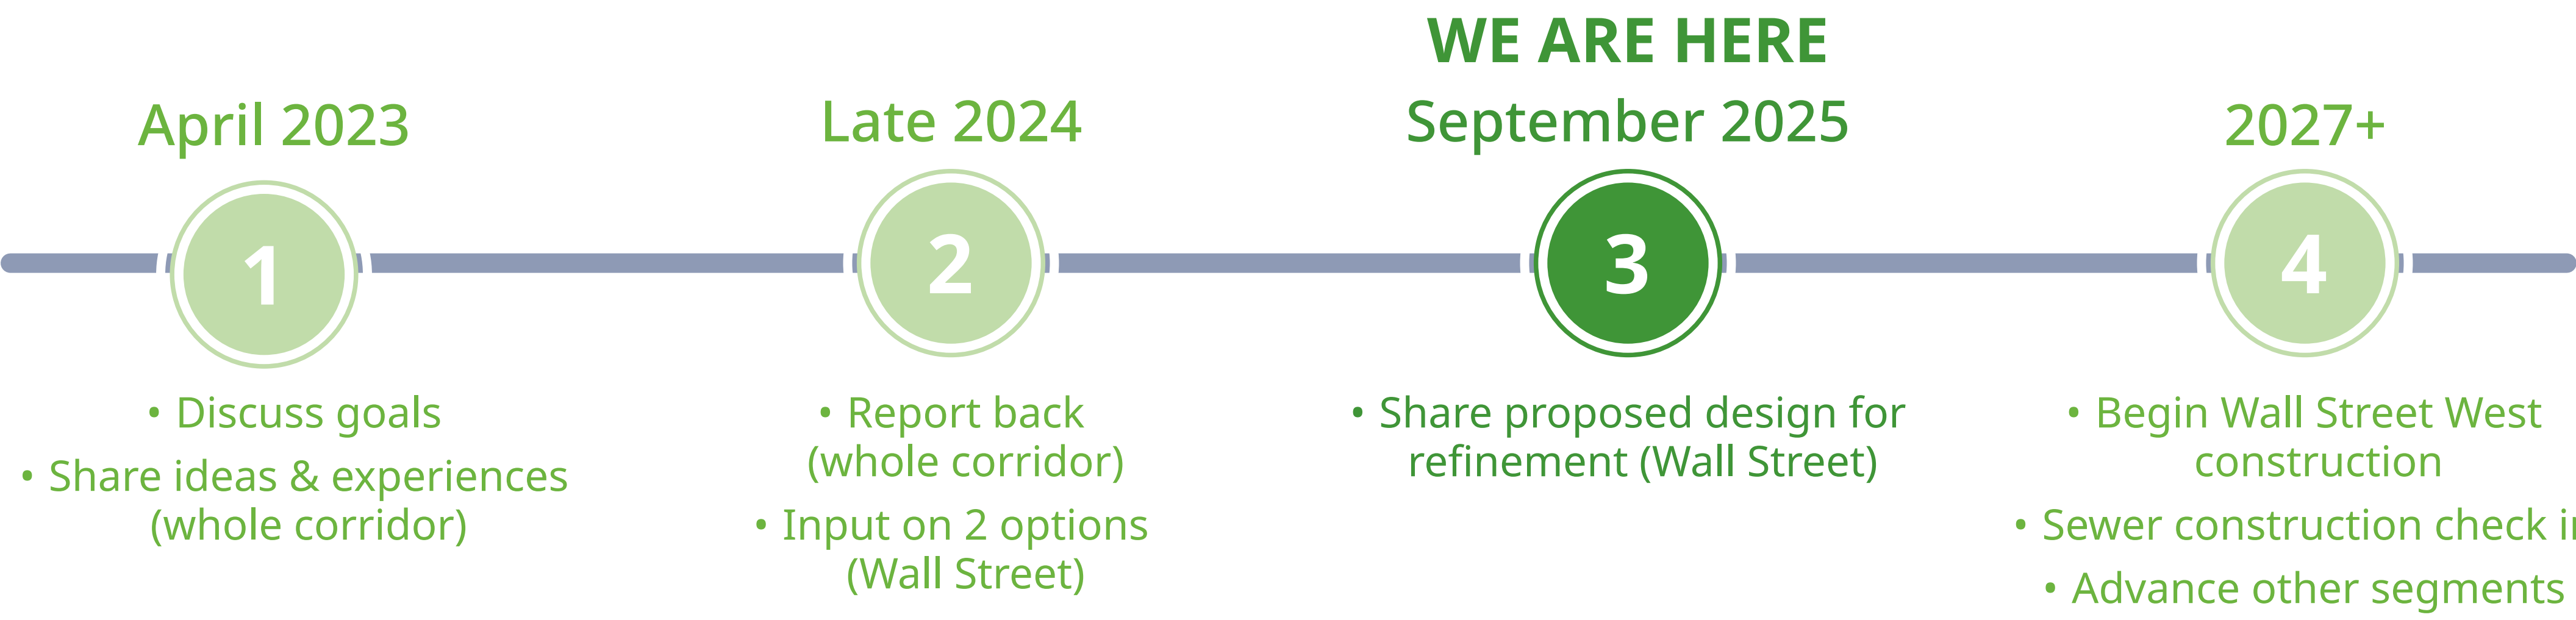 WE ARE HERE
April 2023
Late 2024
September 2025
2027+
1
2
3
4
• Discuss goals
• Share ideas & experiences
(whole corridor)
• Report back
(whole corridor)
• Input on 2 options
(Wall Street)
• Share proposed design for
refinement (Wall Street)
• Begin Wall Street West
construction
• Sewer construction check
• Advance other segments